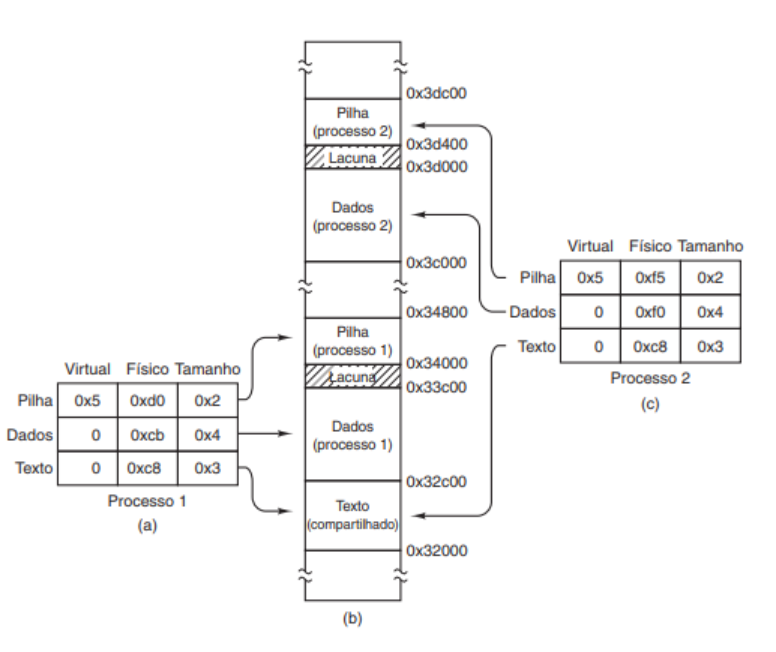 0x3dc00
Pilha
(processo 2)
0x3d400
Lacuna
0x3d000
Dados
(processo 2)
0x3c000
Virtual Físico Tamanho
Pilha 0x5 0xf5 0x2
Dados 0 0xf0 0x4
Texto 0 0xc8 0x3
Processo 2
(c)
0x34800
Pilha
(processo 1)
0x34000
Lacuna
0x33c00
Dados
(processo 1)
0x32c00
Texto
(compartilhado)
0x32000
(b)
Virtual Físico Tamanho
Pilha 0x5 0xd0 0x2
Dados 0 0xcb 0x4
Texto 0 0xc8 0x3
Processo 1
(a)